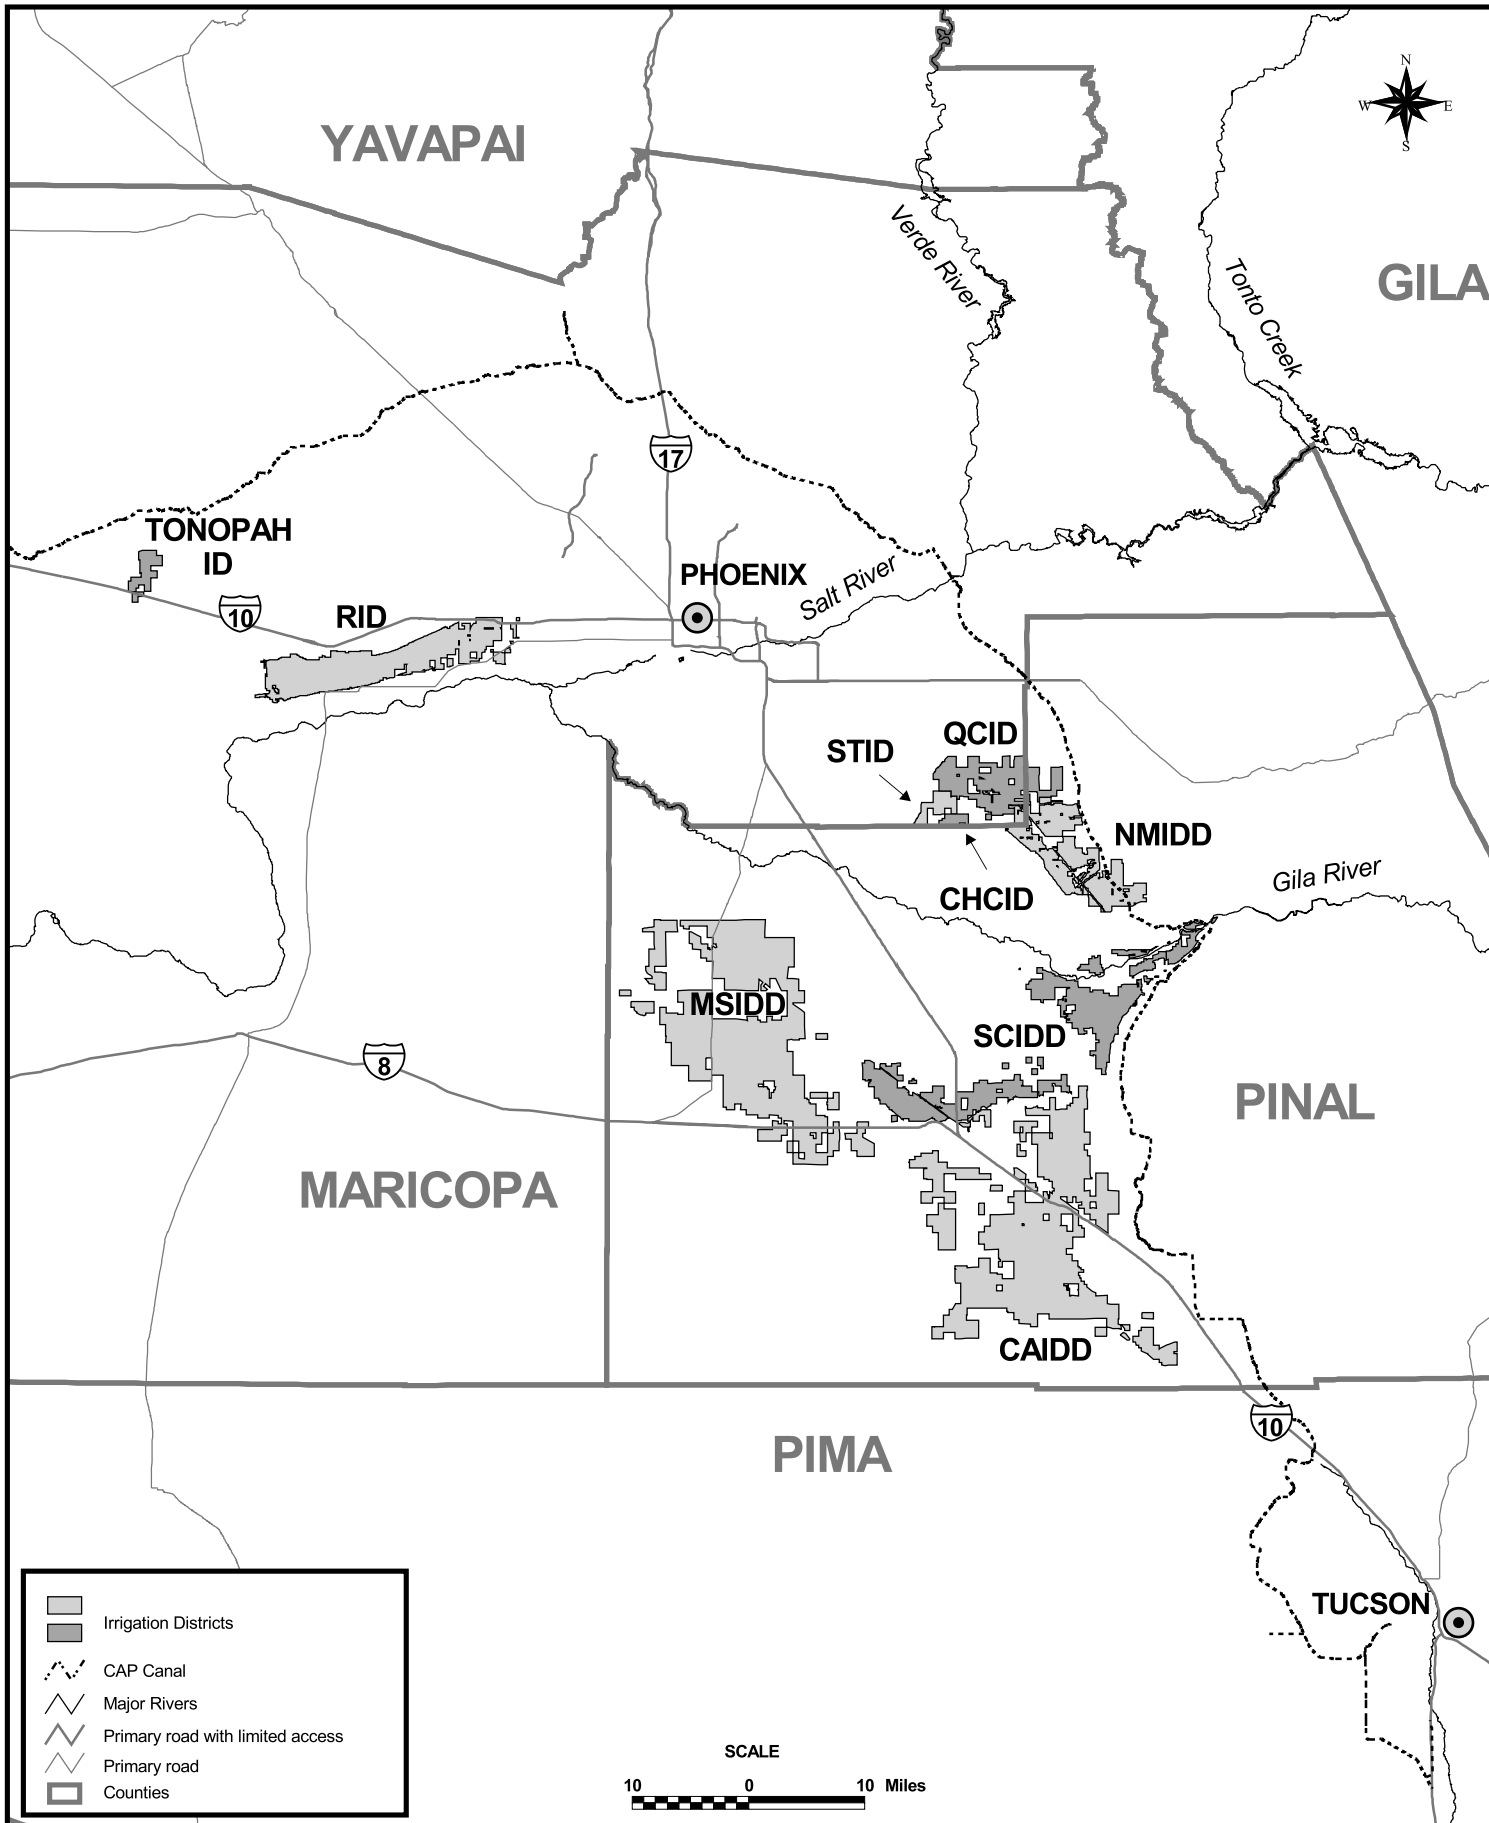 N
W E
S
YAVAPAI
Verde River
Tonto Creek
GILA
17
TONOPAH
ID
PHOENIX
Salt River
10
RID
STID
QCID
NMIDD
CHCID
Gila River
MSIDD
SCIDD
8
PINAL
MARICOPA
CAIDD
10
PIMA
TUCSON
Irrigation Districts
CAP Canal
Major Rivers
Primary road with limited access
Primary road
Counties
SCALE
10 0 10 Miles